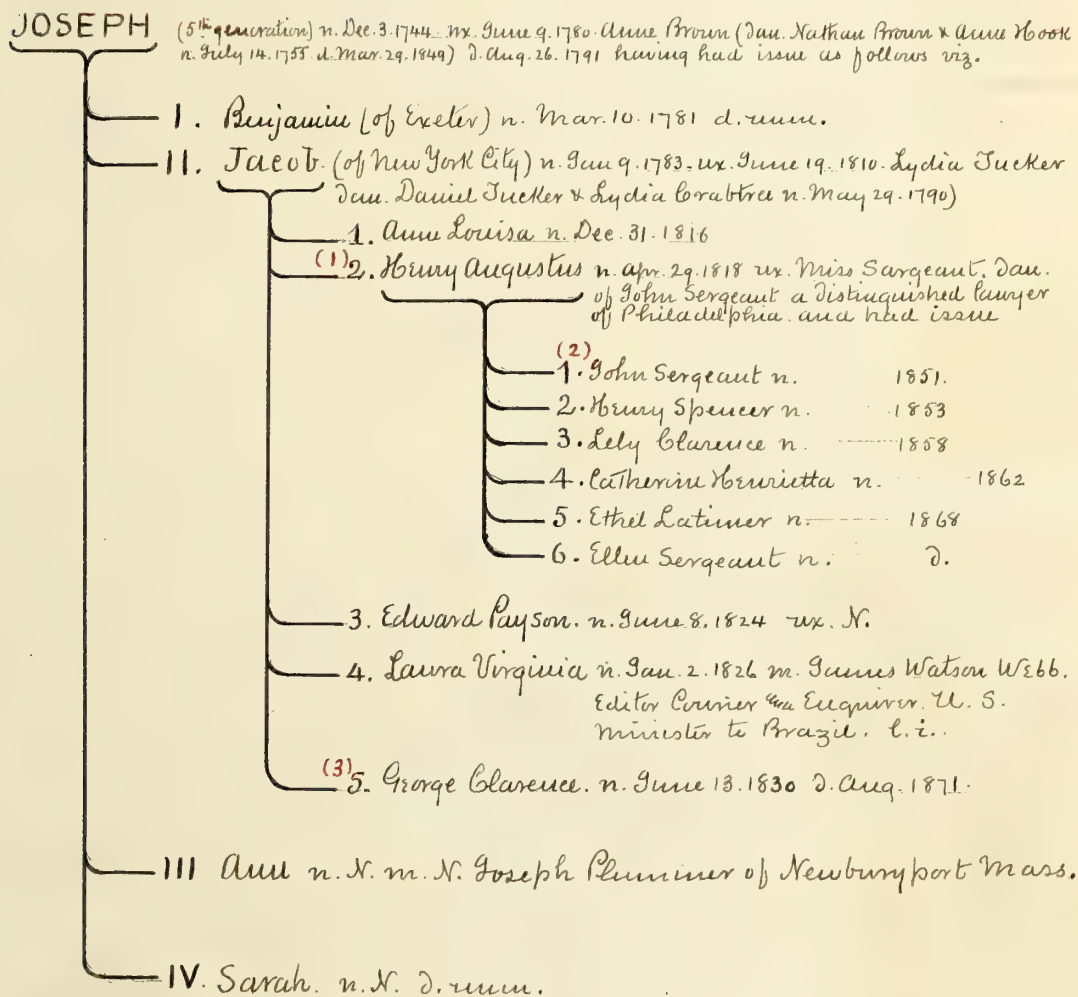 JOSEPH (5th generation) n. Dec. 3. 1744. ux. June 9. 1780. Anne Brown (Dau. Nathan Brown & Anne Hook
n. July 14. 1755. d. Mar. 29. 1849) D. Aug. 26. 1791 having had issue as follows viz.
I. Benjamin (of Exeter) n. Mar. 10. 1781 d. unm.
II. Jacob. (of New York City) n. Jan 9. 1783. ux. June 19. 1810. Lydia Tucker
Dau. Daniel Tucker & Lydia Crabtree n. May 29. 1790)
1. Anne Louisa n. Dec. 31. 1816
(1) 2. Henry Augustus n. Apr. 29. 1818 ux. Miss Sargeant. Dau.
of John Sergeant a Distinguished lawyer
of Philadelphia. and had issue
(2)
1. John Sergeant n. 1851.
2. Henry Spencer n. 1853
3. Lely Clarence n. 1858
4. Catherine Henrietta n. 1862
5. Ethel Latimer n. 1868
6. Ellen Sergeant n. D.
3. Edward Payson. n. June 8. 1824 ux. N.
4. Laura Virginia n. Jan. 2. 1826 m. James Watson Webb.
Editor Courier Enquirer. U. S.
Minister to Brazil. C. i..
(3) 5. George Clarence. n. June 13. 1830 D. Aug. 1871.
III Ann n. N. m. N. Joseph Plummer of Newburyport Mass.
IV. Sarah. n. N. D. unm.